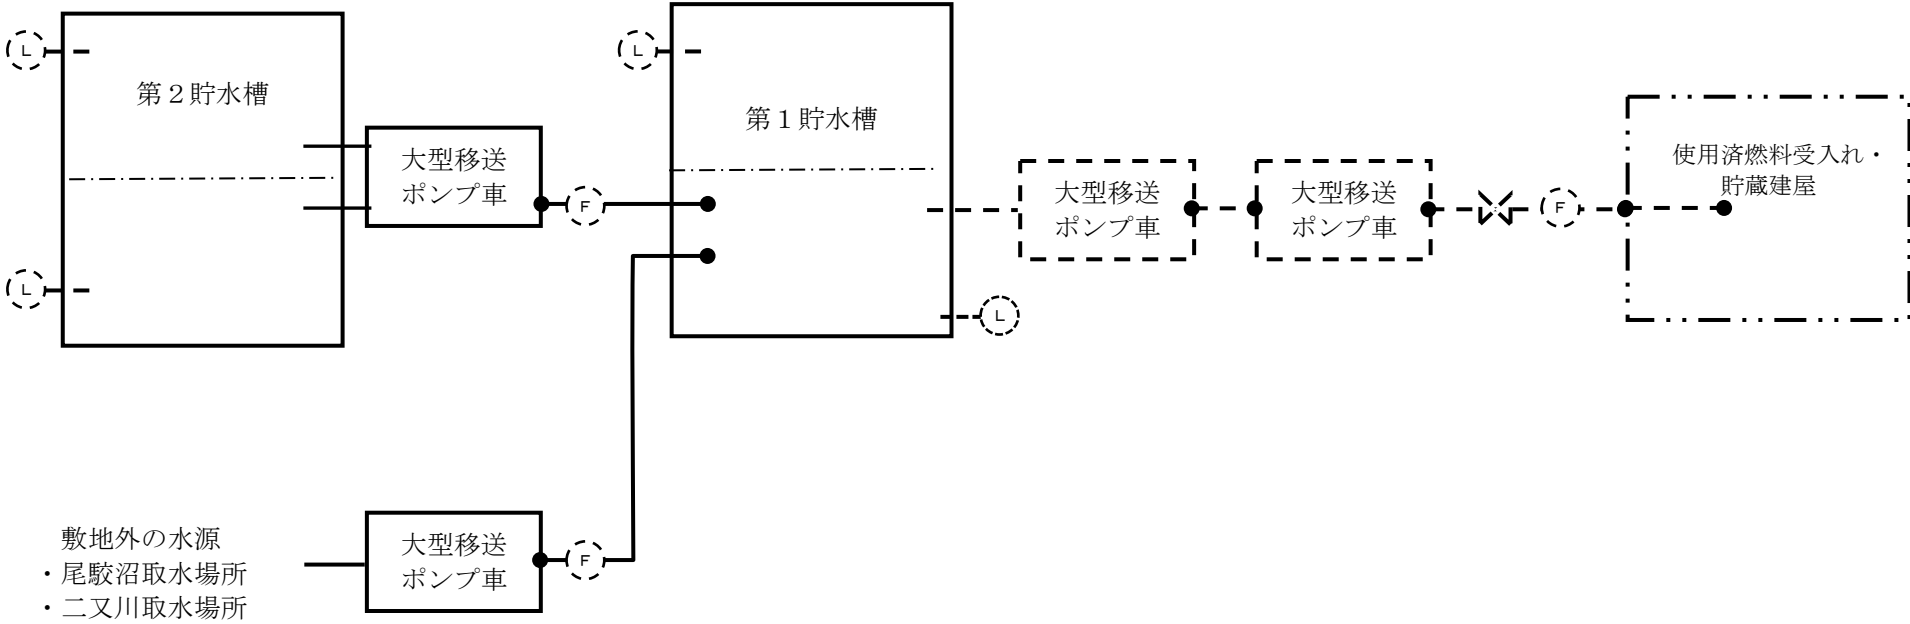 L
L
第２貯水槽
第１貯水槽
大型移送
ポンプ車
F
大型移送
ポンプ車
大型移送
ポンプ車
F
使用済燃料受入れ・
貯蔵建屋
L
L
敷地外の水源
・尾駮沼取水場所
・二又川取水場所
大型移送
ポンプ車
F